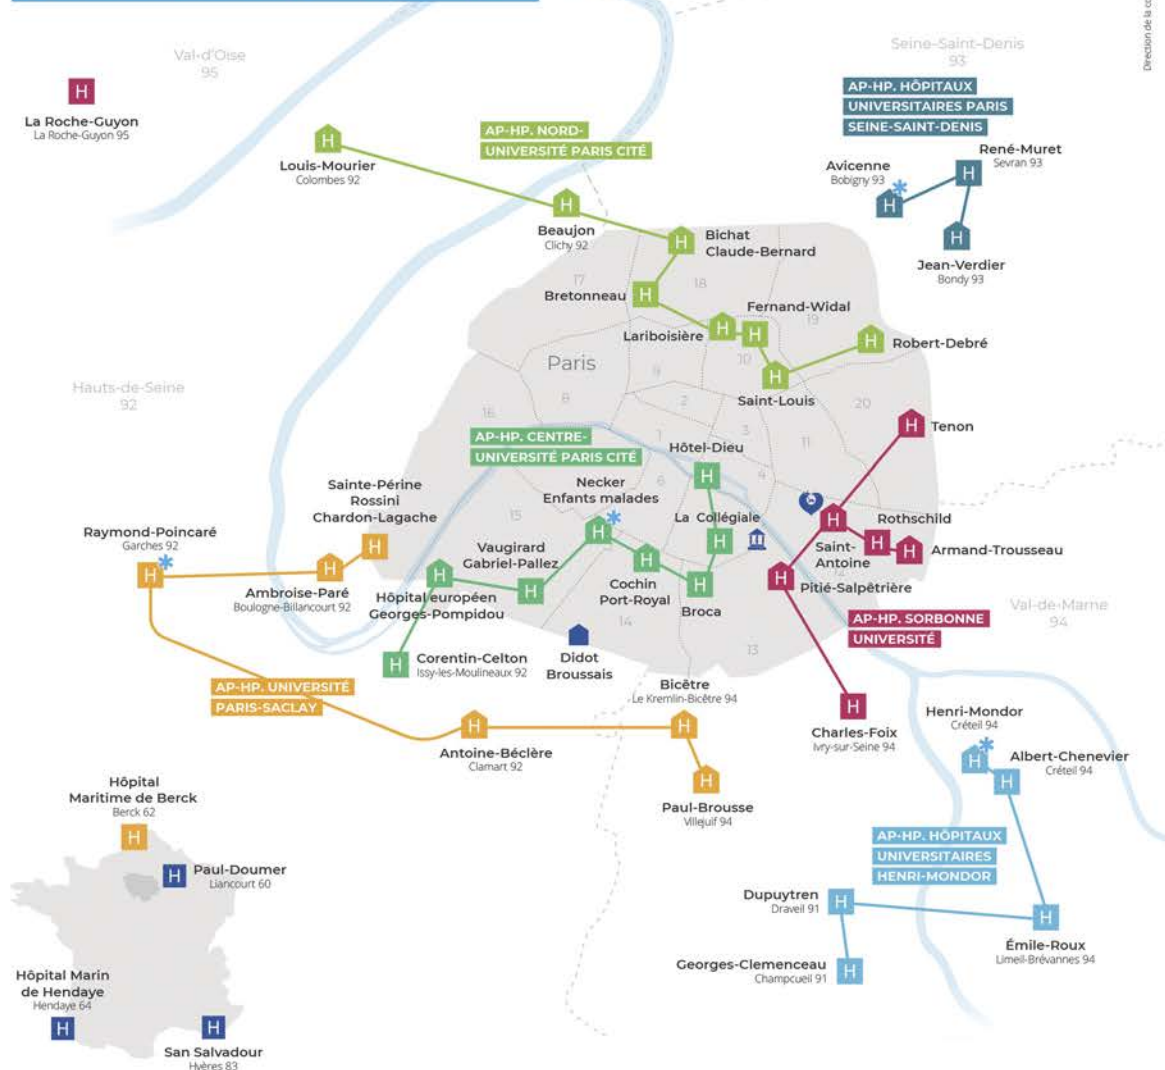 Direction de la co
Val-d'Oise
95
Seine-Saint-Denis
93
La Roche-Guyon
La Roche-Guyon 95
AP-HP. HÔPITAUX
UNIVERSITAIRES PARIS
SEINE-SAINT-DENIS
AP-HP. NORD-
UNIVERSITÉ PARIS CITÉ
Louis-Mourier
Colombes 92
René-Muret
Sevran 93
Avicenne
Bobigny 93
Beaujon
Clichy 92
Bichat
Claude-Bernard
Jean-Verdier
Bondy 93
17
18
Bretonneau
Fernand-Widal
19
Lariboisière
Robert-Debré
Paris
9
10
Hauts-de-Seine
92
8
2
Saint-Louis
20
16
1
3
11
Tenon
AP-HP. CENTRE-
UNIVERSITÉ PARIS CITÉ
Hôtel-Dieu
Sainte-Périne
Rossini
Chardon-Lagache
Necker
Enfants malades
6
4
Raymond-Poincaré
Garches 92
15
La Collégiale
Rothschild
Vaugirard
Gabriel-Pallez
Saint-
Antoine
Armand-Trousseau
12
Ambroise-Paré
Boulogne-Billancourt 92
Hôpital européen
Georges-Pompidou
Cochin
Port-Royal
Broca
Pitié-Salpêtrière
Val-de-Marne
94
14
13
AP-HP. SORBONNE
UNIVERSITÉ
Corentin-Celton
Issy-les-Moulineaux 92
Didot
Broussais
AP-HP. UNIVERSITÉ
PARIS-SACLAY
Bicêtre
Le Kremlin-Bicêtre 94
Henri-Mondor
Créteil 94
Charles-Foix
Ivry-sur-Seine 94
Antoine-Béclère
Clamart 92
Albert-Chenevier
Créteil 94
Paul-Brousse
Villejuif 94
Hôpital
Maritime de Berck
Berck 62
AP-HP. HÔPITAUX
UNIVERSITAIRES
HENRI-MONDOR
Paul-Doumer
Liancourt 60
Dupuytren
Draveil 91
Émile-Roux
Limeil-Brévannes 94
Georges-Clemenceau
Champcueil 91
Hôpital Marin
de Hendaye
Hendaye 64
San Salvadour
Hyères 83